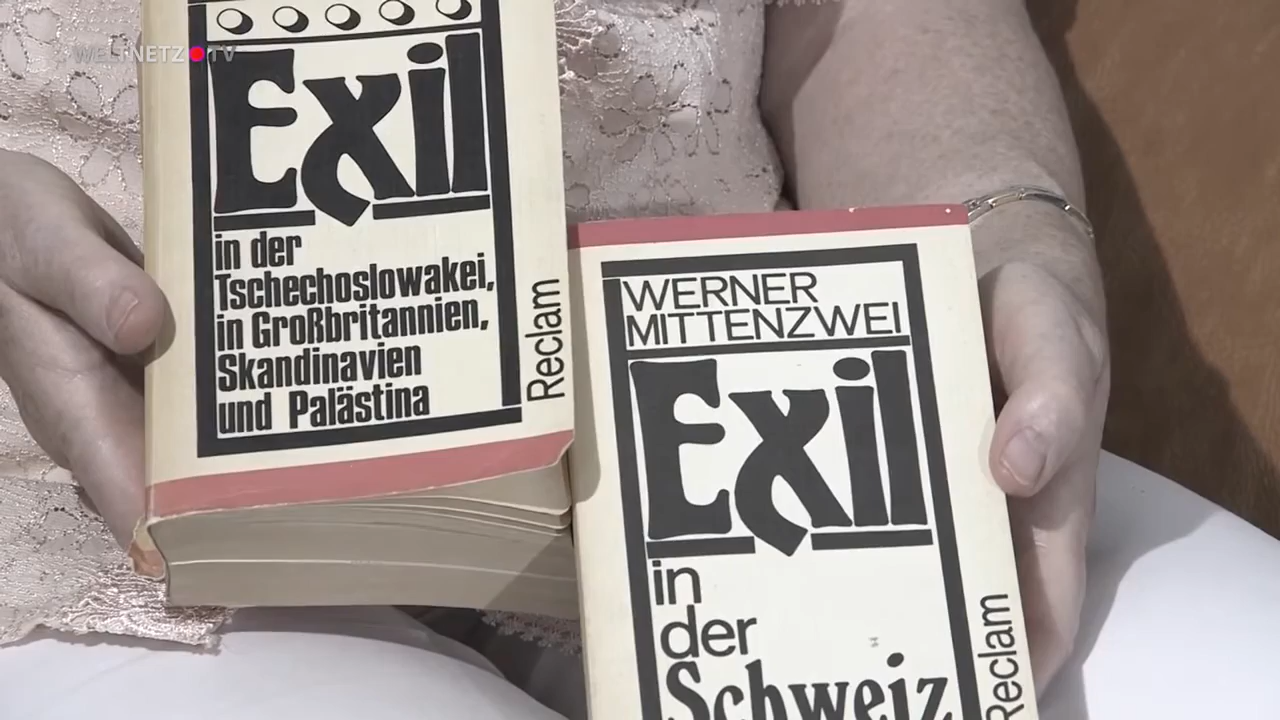 WELTNETZ TV
Exil
in der
Tschechoslowakei,
in Großbritannien,
Skandinavien
und Palästina
Reclam
WERNER
MITTENZWEI
Exil
in
der
Schweiz
Reclam